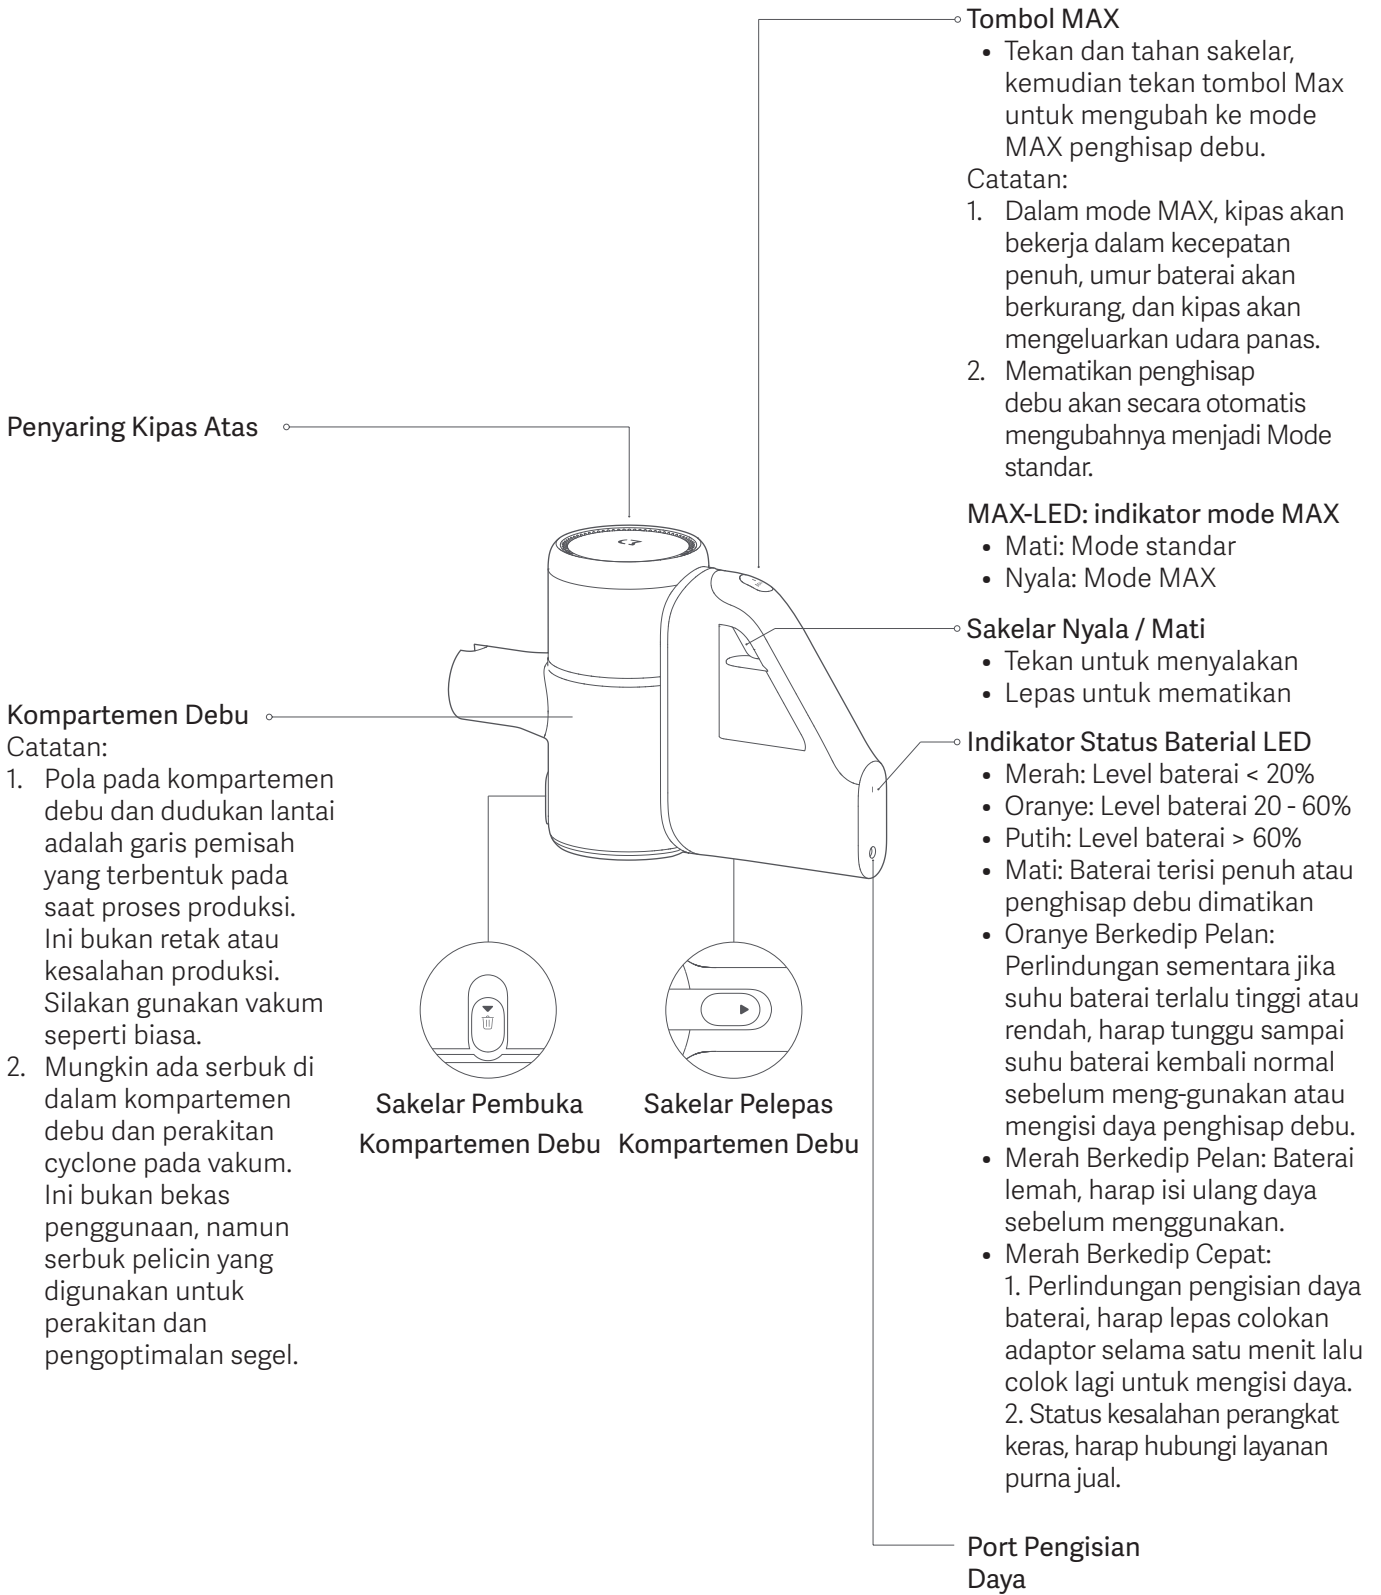 Tombol MAX
• Tekan dan tahan sakelar,
kemudian tekan tombol Max
untuk mengubah ke mode
MAX penghisap debu.
Catatan:
1. Dalam mode MAX, kipas akan
bekerja dalam kecepatan
penuh, umur baterai akan
berkurang, dan kipas akan
mengeluarkan udara panas.
2. Mematikan penghisap
debu akan secara otomatis
mengubahnya menjadi Mode
standar.
MAX-LED: indikator mode MAX
• Mati: Mode standar
• Nyala: Mode MAX
Sakelar Nyala / Mati
• Tekan untuk menyalakan
• Lepas untuk mematikan
Indikator Status Baterial LED
• Merah: Level baterai < 20%
• Oranye: Level baterai 20 - 60%
• Putih: Level baterai > 60%
• Mati: Baterai terisi penuh atau
penghisap debu dimatikan
• Oranye Berkedip Pelan:
Perlindungan sementara jika
suhu baterai terlalu tinggi atau
rendah, harap tunggu sampai
suhu baterai kembali normal
sebelum meng-gunakan atau
mengisi daya penghisap debu.
• Merah Berkedip Pelan: Baterai
lemah, harap isi ulang daya
sebelum menggunakan.
• Merah Berkedip Cepat:
1. Perlindungan pengisian daya
baterai, harap lepas colokan
adaptor selama satu menit lalu
colok lagi untuk mengisi daya.
2. Status kesalahan perangkat
keras, harap hubungi layanan
purna jual.
Port Pengisian
Daya
Penyaring Kipas Atas
Kompartemen Debu
Catatan:
1. Pola pada kompartemen
debu dan dudukan lantai
adalah garis pemisah
yang terbentuk pada
saat proses produksi.
Ini bukan retak atau
kesalahan produksi.
Silakan gunakan vakum
seperti biasa.
2. Mungkin ada serbuk di
dalam kompartemen
debu dan perakitan
cyclone pada vakum.
Ini bukan bekas
penggunaan, namun
serbuk pelicin yang
digunakan untuk
perakitan dan
pengoptimalan segel.
Sakelar Pembuka
Kompartemen Debu
Sakelar Pelepas
Kompartemen Debu